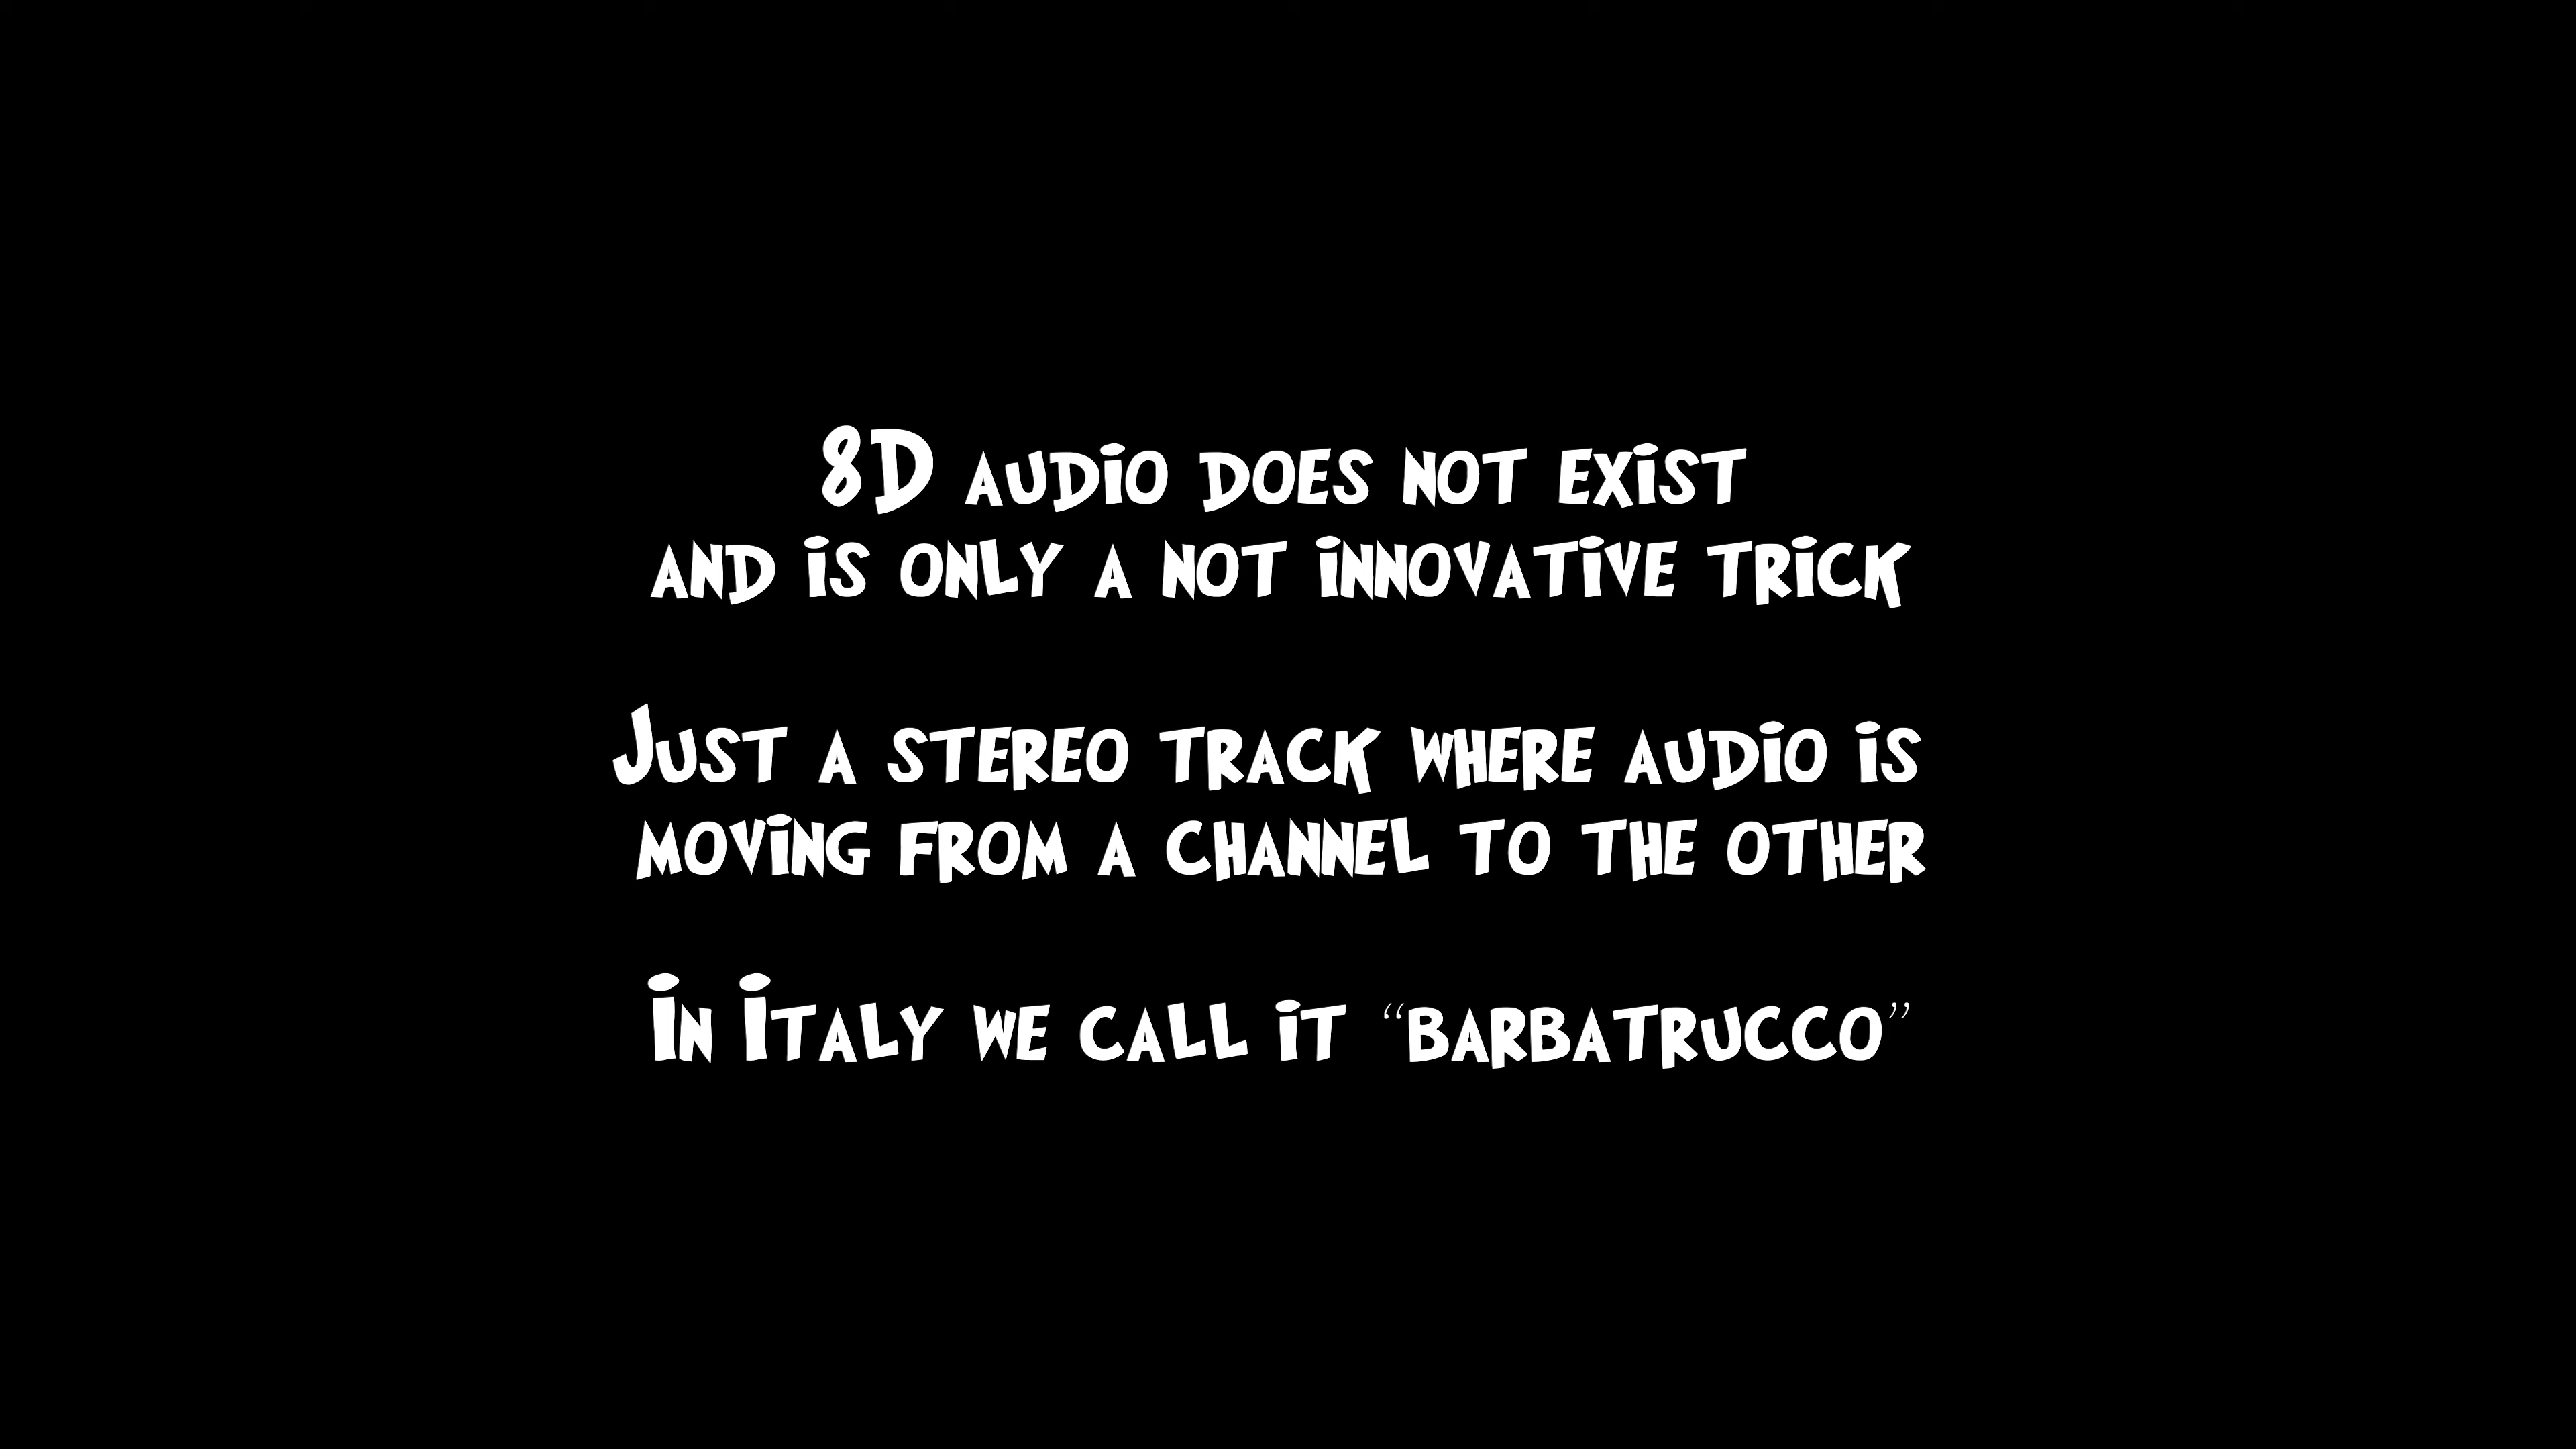 8D audio does not exist
and is only a not innovative trick
Just a stereo track where audio is
moving from a channel to the other
In Italy we call it “barbatrucco”